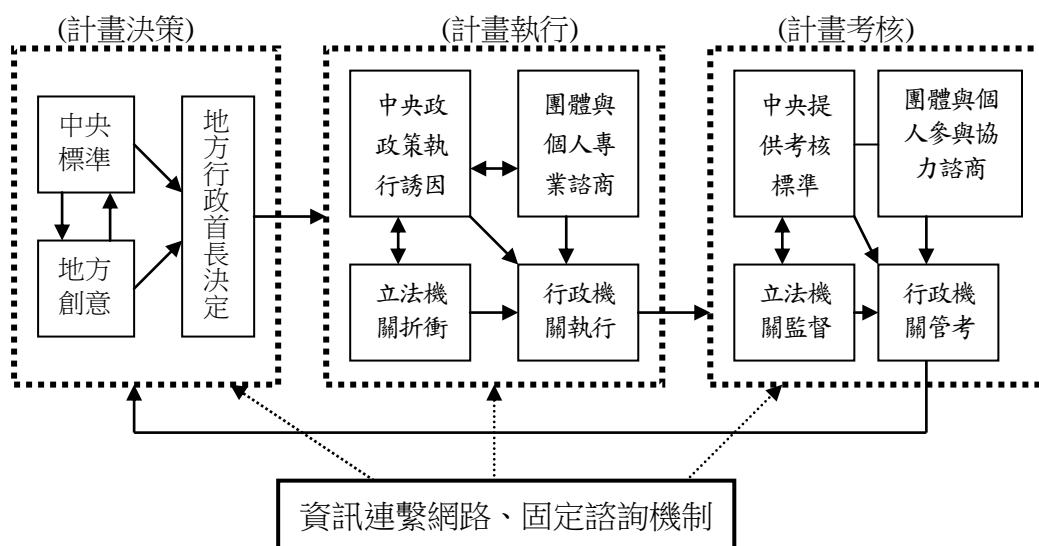 (計畫決策)
(計畫執行)
(計畫考核)
中央
標準
地方
創意
地方行政首長決定
中央政
政策執
行誘因
團體與
個人專
業諮商
立法機
關折衝
行政機
關執行
中央提
供考核
標準
團體與個
人參與協
力諮商
立法機
關監督
行政機
關管考
資訊連繫網路、固定諮詢機制